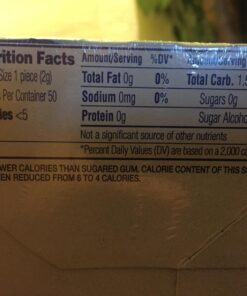 rition Facts Amount/Serving %DV* Amount/Serving
Size 1 piece (2g) Total Fat 0g 0% Total Carb. 1.5
Per Container 50 Sodium 0mg 0% Sugars 0g
ies <5 Protein 0g Sugar Alcoho
Not a significant source of other nutrients
*Percent Daily Values (DV) are based on a 2,000 c
WER CALORIES THAN SUGARED GUM. CALORIE CONTENT OF THIS S
EN REDUCED FROM 6 TO 4 CALORIES.